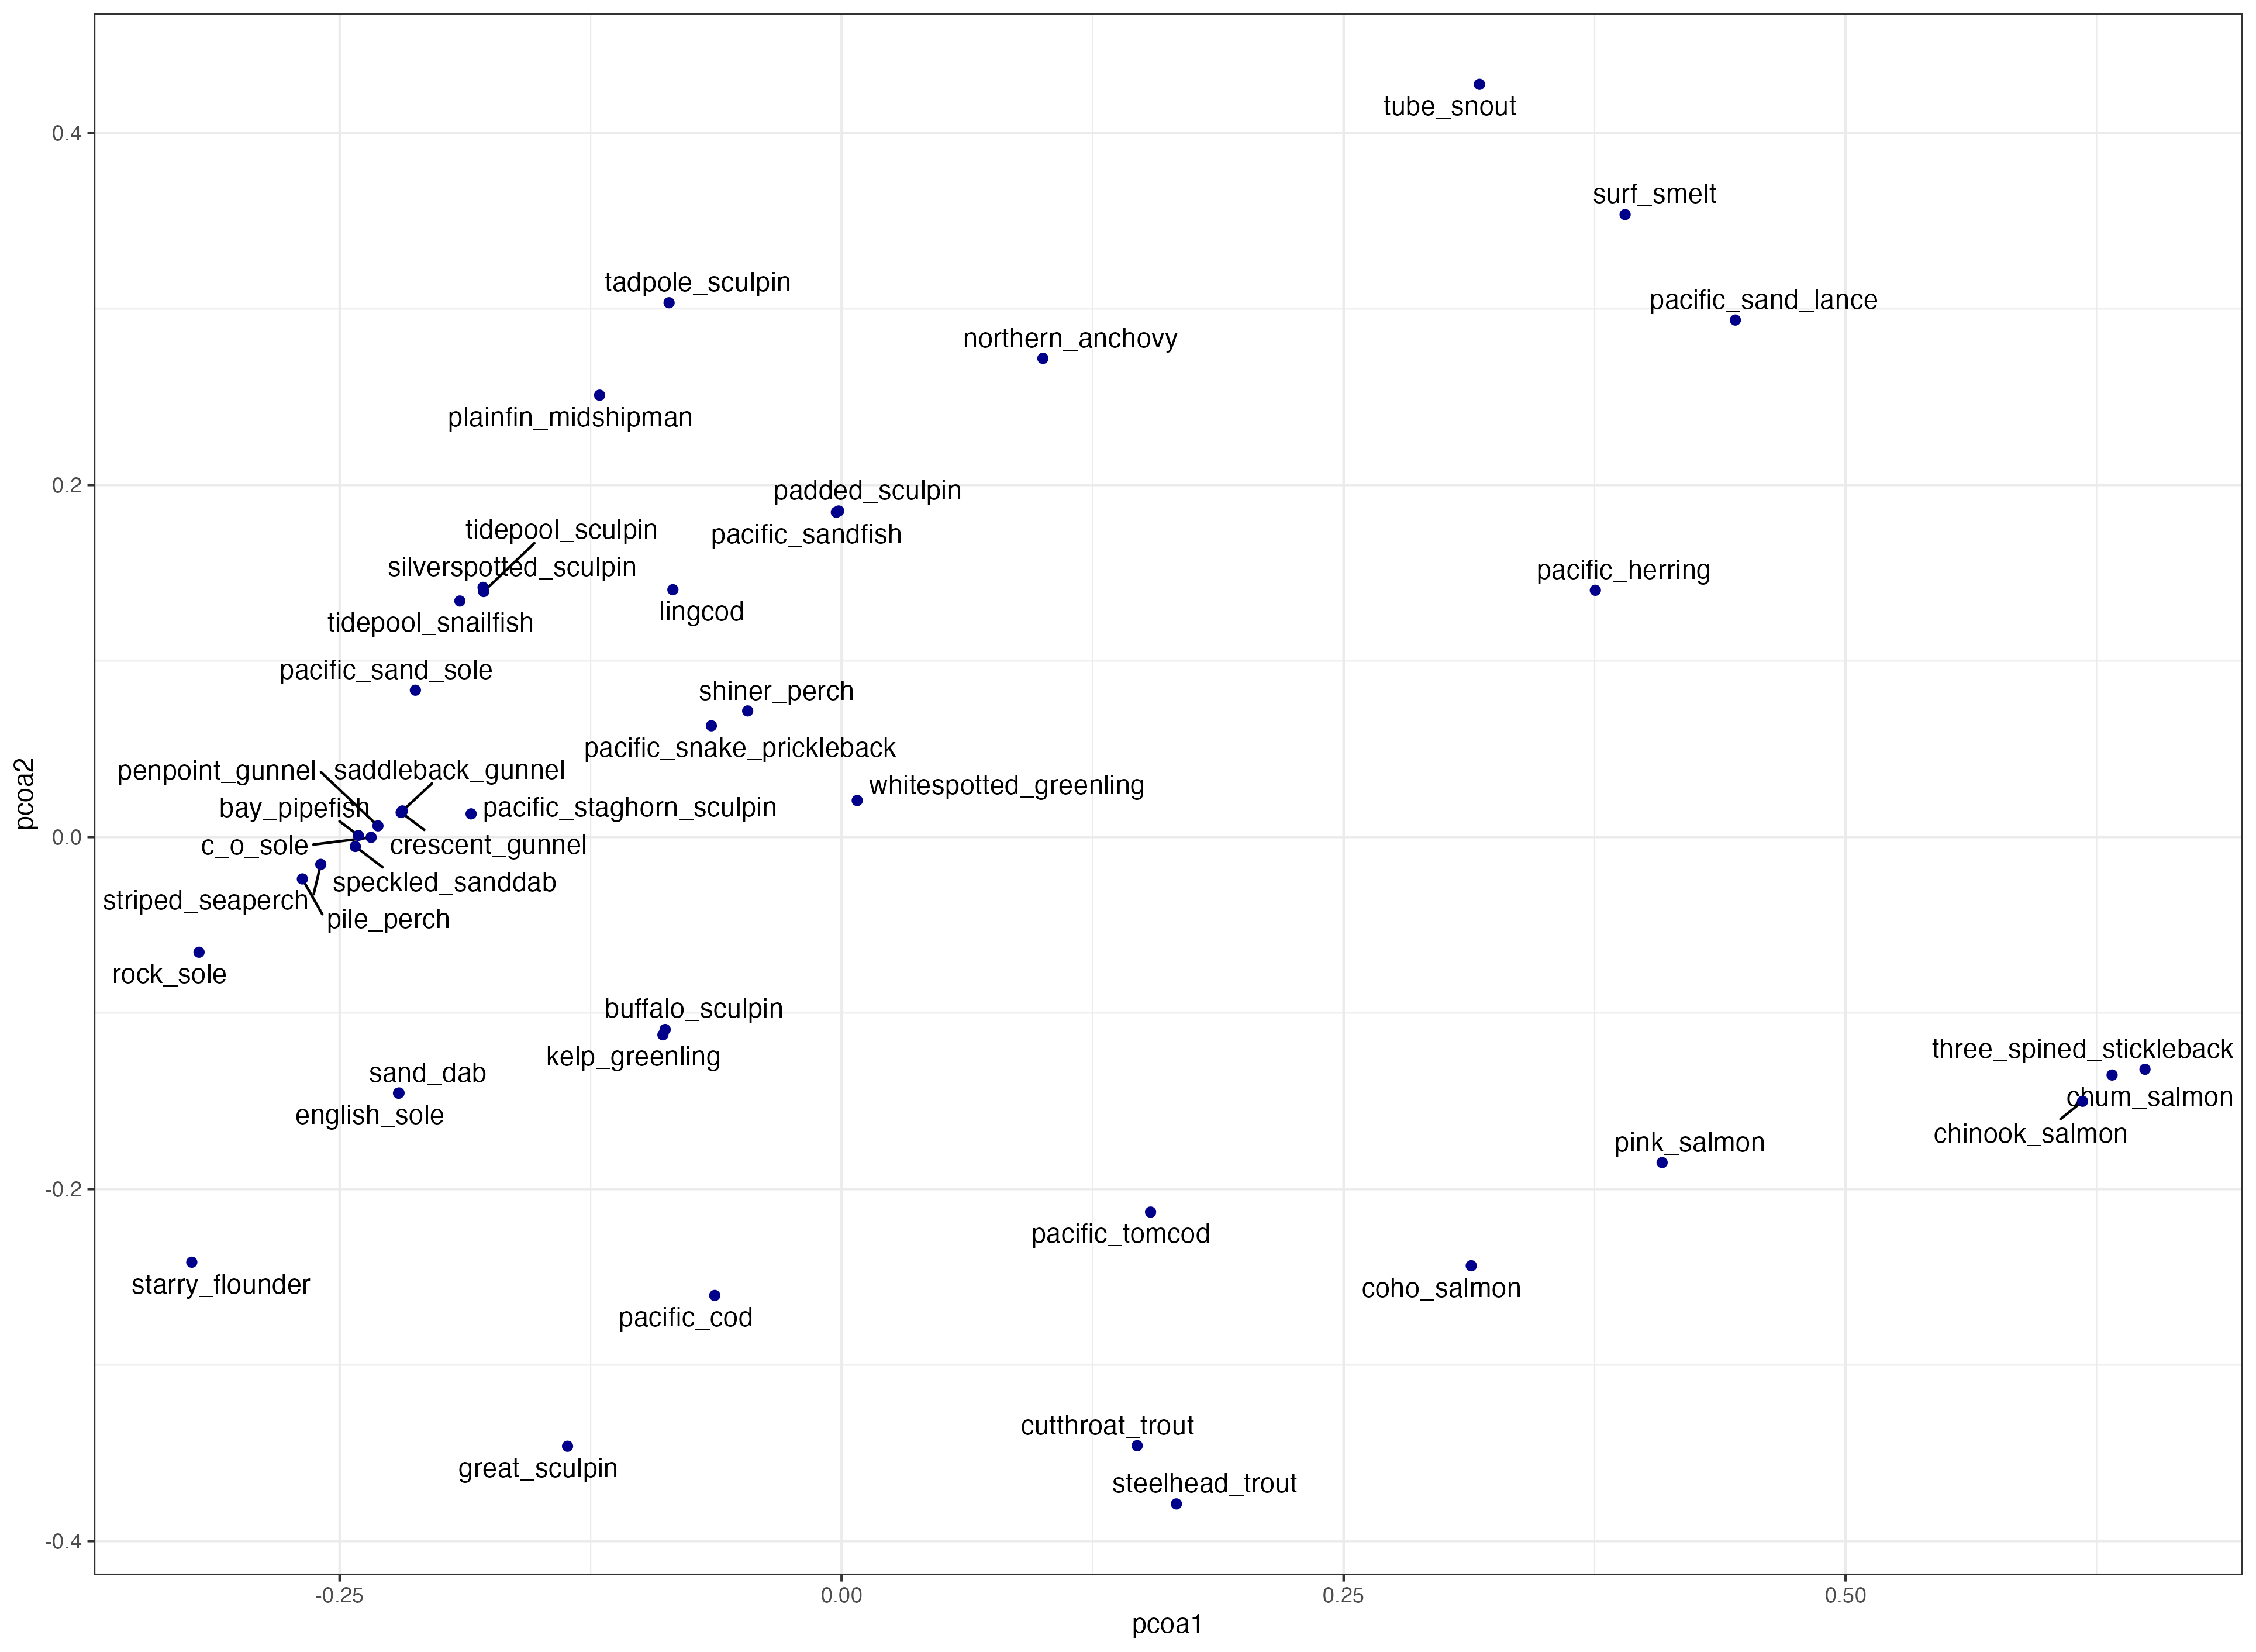 tube_snout
0.4
surf_smelt
tadpole_sculpin
pacific_sand_lance
northern_anchovy
plainfin_midshipman
0.2
padded_sculpin
tidepool_sculpin
pacific_sandfish
silverspotted_sculpin
pacific_herring
lingcod
tidepool_snailfish
pacific_sand_sole
shiner_perch
pacific_snake_prickleback
penpoint_gunnel
saddleback_gunnel
whitespotted_greenling
pcoa2
bay_pipefish
pacific_staghorn_sculpin
0.0
c_o_sole
crescent_gunnel
speckled_sanddab
striped_seaperch
pile_perch
rock_sole
buffalo_sculpin
kelp_greenling
three_spined_stickleback
sand_dab
chum_salmon
english_sole
chinook_salmon
pink_salmon
-0.2
pacific_tomcod
starry_flounder
coho_salmon
pacific_cod
cutthroat_trout
great_sculpin
steelhead_trout
-0.4
-0.25
0.00
0.25
0.50
pcoa1